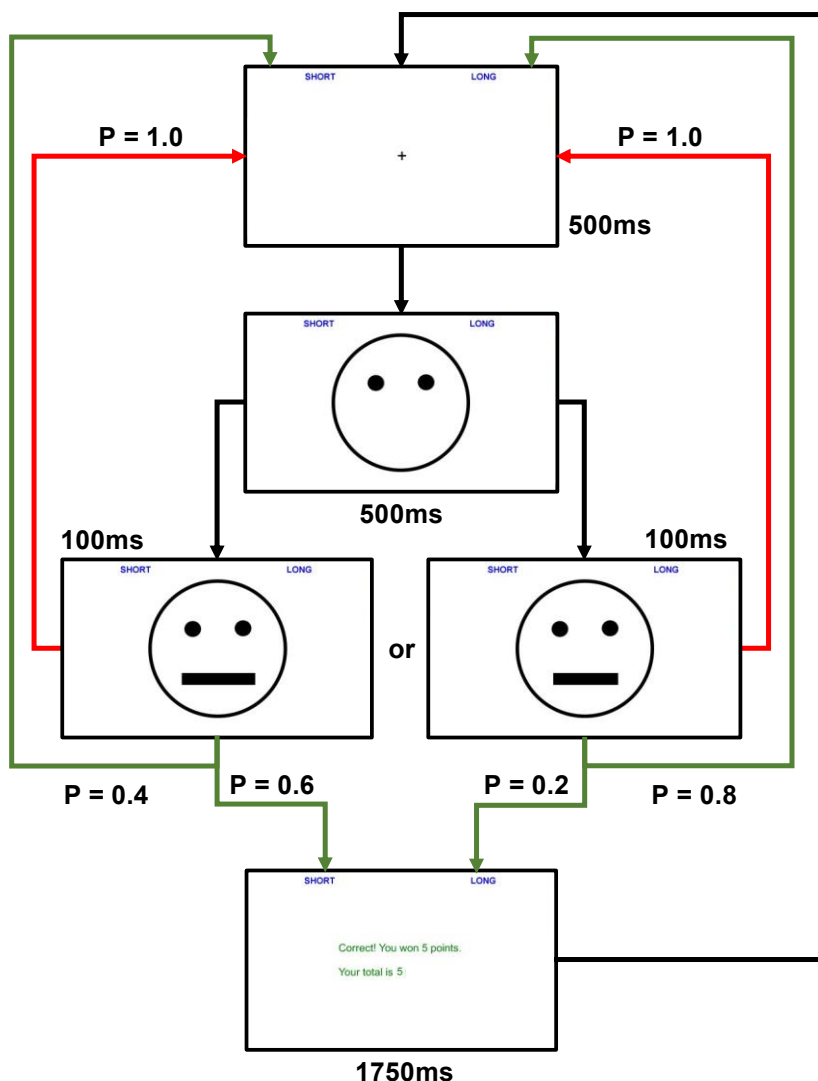 SHORT LONG
P = 1.0 P = 1.0
+
500ms
SHORT LONG
500ms
100ms 100ms
SHORT LONG SHORT LONG
or
P = 0.4 P = 0.6 P = 0.2 P = 0.8
SHORT LONG
Correct! You won 5 points.
Your total is 5
1750ms